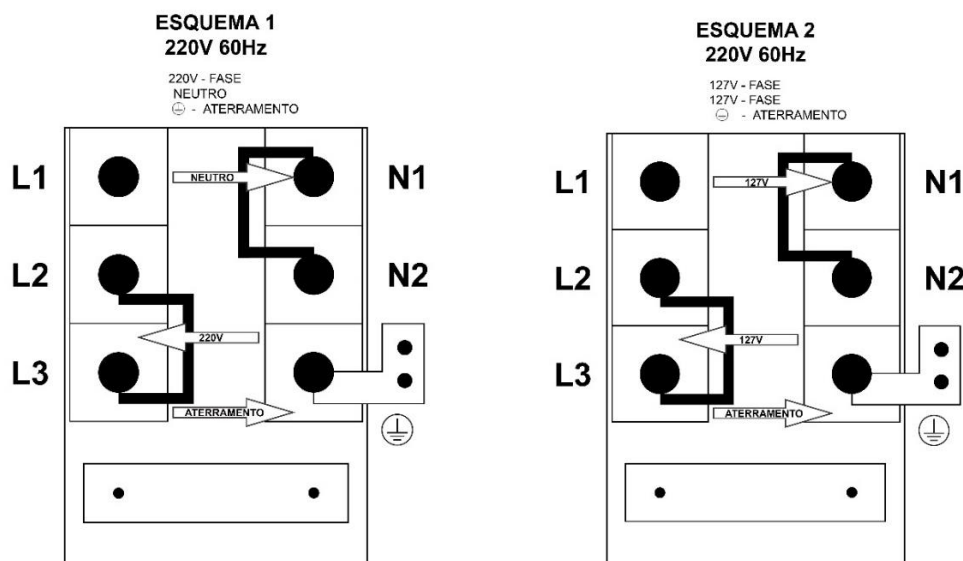 ESQUEMA 1
220V 60Hz
220V - FASE
NEUTRO
⏚ - ATERRAMENTO
L1
NEUTRO
N1
L2
N2
220V
L3
ATERRAMENTO
ESQUEMA 2
220V 60Hz
127V - FASE
127V - FASE
⏚ - ATERRAMENTO
L1
127V
N1
L2
N2
127V
L3
ATERRAMENTO